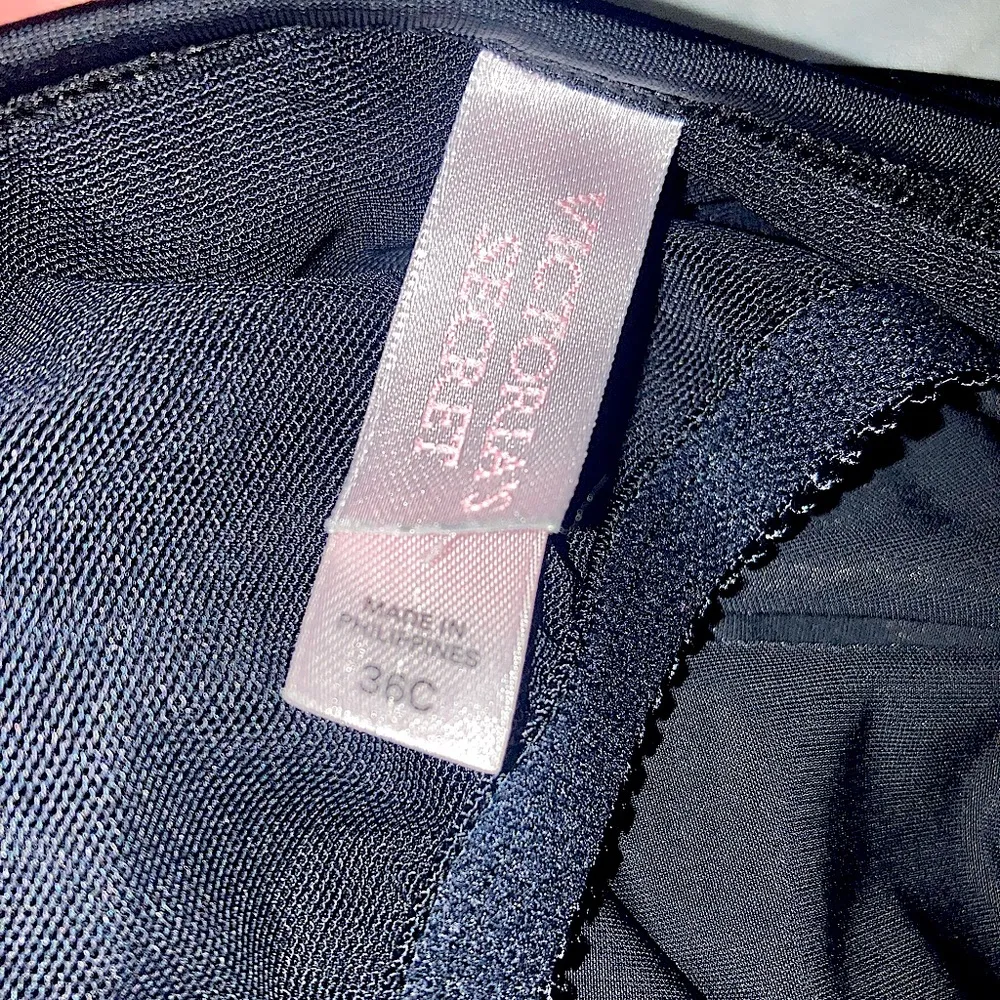 VICTORIA'S
SECRET
MADE IN
PHILIPPINES
36C